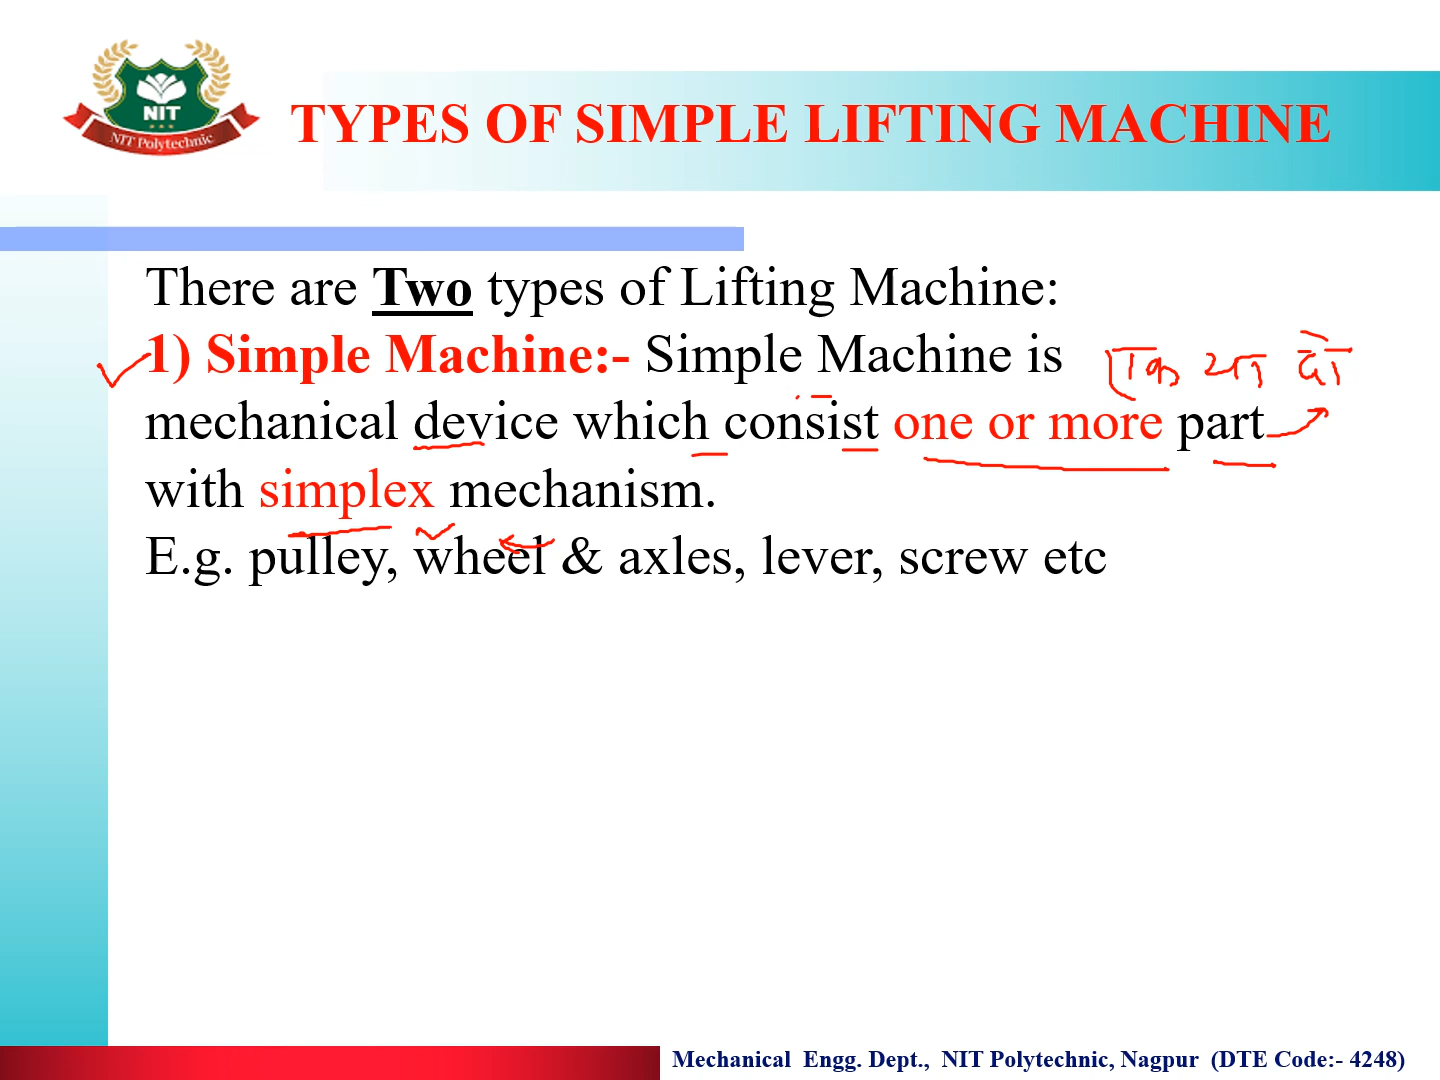 NIT
NIT Polytechnic
TYPES OF SIMPLE LIFTING MACHINE
There are Two types of Lifting Machine:
1) Simple Machine:- Simple Machine is
mechanical device which consist one or more part
with simplex mechanism.
E.g. pulley, wheel & axles, lever, screw etc
Mechanical Engg. Dept., NIT Polytechnic, Nagpur (DTE Code:- 4248)